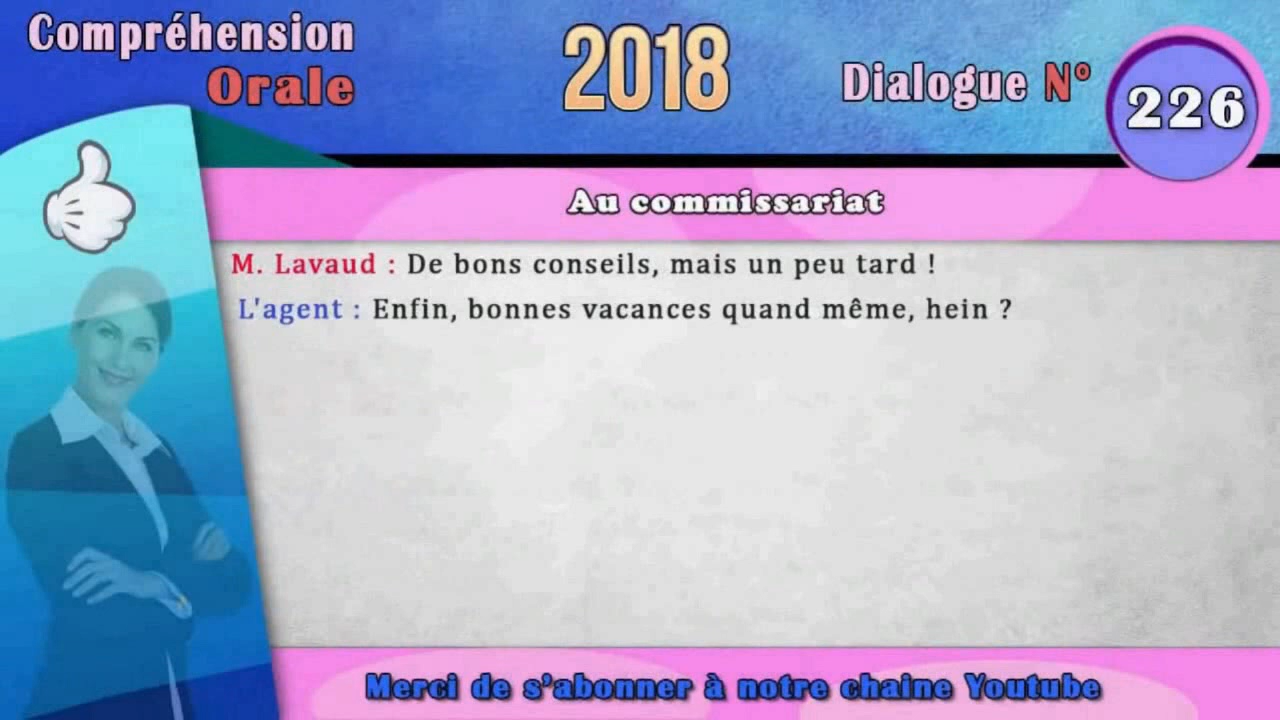 Compréhension
Orale
2018
Dialogue N°
226
Au commissariat
M. Lavaud : De bons conseils, mais un peu tard !
L'agent : Enfin, bonnes vacances quand même, hein ?
Merci de s'abonner à notre chaine Youtube